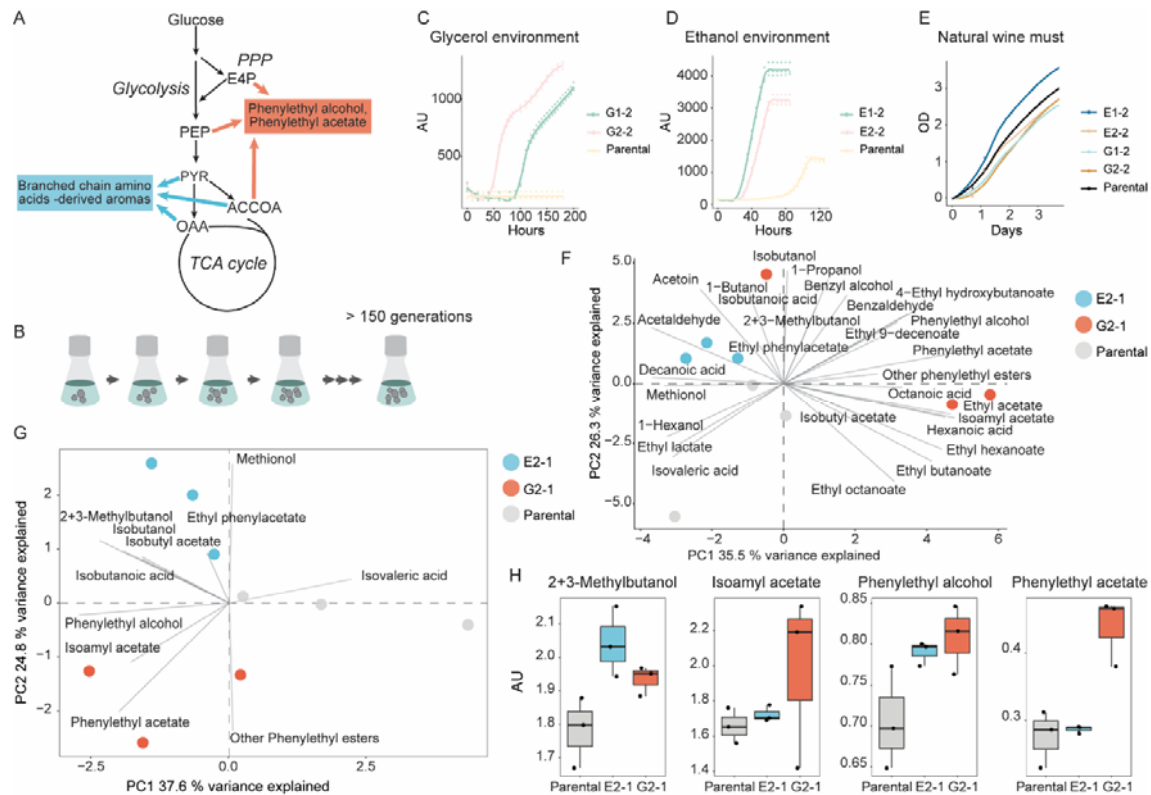 A
Glucose
PPP
E4P
Glycolysis
Phenylethyl alcohol,
Phenylethyl acetate
PEP
PYR
Branched chain amino
acids -derived aromas
ACCOA
OAA
TCA cycle
B
> 150 generations
C
Glycerol environment
AU
1000
500
0 50 100 150 200
Hours
G1-2
G2-2
Parental
D
Ethanol environment
AU
4000
3000
2000
1000
0
0 40 80 120
Hours
E1-2
E2-2
Parental
E
Natural wine must
OD
3
2
1
0
0 1 2 3
Days
E1-2
E2-2
G1-2
G2-2
Parental
F
PC2 26.3 % variance explained
5.0
2.5
0.0
−2.5
−5.0
Isobutanol
1−Propanol
Acetoin
1−Butanol
Benzyl alcohol
Isobutanoic acid
4−Ethyl hydroxybutanoate
Benzaldehyde
Acetaldehyde
2+3−Methylbutanol
Phenylethyl alcohol
Ethyl 9−decenoate
Ethyl phenylacetate
Phenylethyl acetate
Decanoic acid
Other phenylethyl esters
Methionol
Octanoic acid
Ethyl acetate
1−Hexanol
Isobutyl acetate
Isoamyl acetate
Hexanoic acid
Ethyl lactate
Ethyl hexanoate
Isovaleric acid
Ethyl butanoate
Ethyl octanoate
−4 −2 0 2 4 6
PC1 35.5 % variance explained
E2-1
G2-1
Parental
G
PC2 24.8 % variance explained
2
1
0
−1
−2
Methionol
2+3−Methylbutanol
Ethyl phenylacetate
Isobutanol
Isobutyl acetate
Isobutanoic acid
Isovaleric acid
Phenylethyl alcohol
Isoamyl acetate
Phenylethyl acetate
Other Phenylethyl esters
−2.5 0.0 2.5
PC1 37.6 % variance explained
E2-1
G2-1
Parental
H
AU
2+3−Methylbutanol
2.1
2.0
1.9
1.8
1.7
Parental E2-1 G2-1
Isoamyl acetate
2.2
2.0
1.8
1.6
1.4
Parental E2-1 G2-1
Phenylethyl alcohol
0.85
0.80
0.75
0.70
0.65
Parental E2-1 G2-1
Phenylethyl acetate
0.4
0.3
Parental E2-1 G2-1